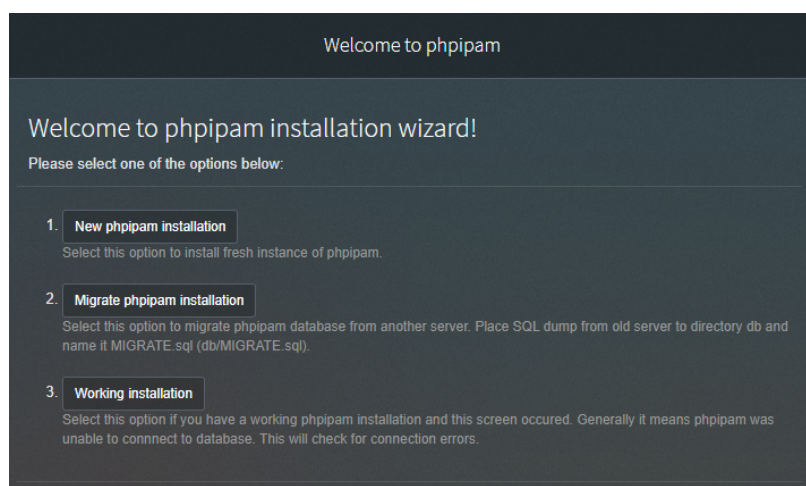 Welcome to phpipam
Welcome to phpipam installation wizard!
Please select one of the options below:
1. New phpipam installation
Select this option to install fresh instance of phpipam.
2. Migrate phpipam installation
Select this option to migrate phpipam database from another server. Place SQL dump from old server to directory db and
name it MIGRATE.sql (db/MIGRATE.sql).
3. Working installation
Select this option if you have a working phpipam installation and this screen occured. Generally it means phpipam was
unable to connnect to database. This will check for connection errors.